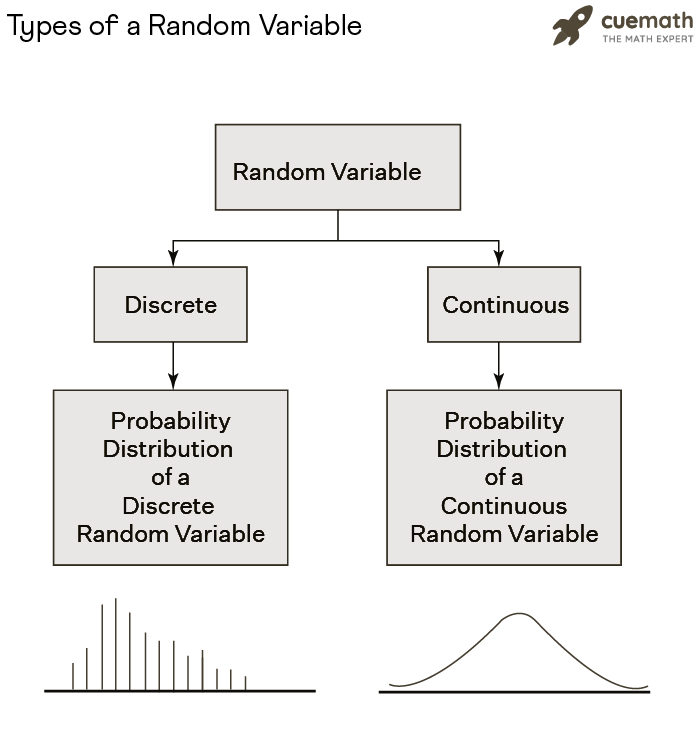 Types of a Random Variable
cuemath
THE MATH EXPERT
Random Variable
Discrete
Continuous
Probability
Distribution
of a
Discrete
Random Variable
Probability
Distribution
of a
Continuous
Random Variable